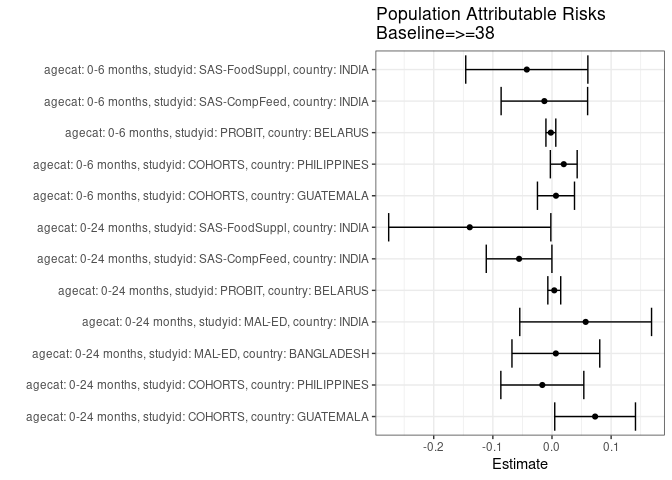 Population Attributable Risks
Baseline=>=38
agecat: 0-6 months, studyid: SAS-FoodSuppl, country: INDIA
agecat: 0-6 months, studyid: SAS-CompFeed, country: INDIA
agecat: 0-6 months, studyid: PROBIT, country: BELARUS
agecat: 0-6 months, studyid: COHORTS, country: PHILIPPINES
agecat: 0-6 months, studyid: COHORTS, country: GUATEMALA
agecat: 0-24 months, studyid: SAS-FoodSuppl, country: INDIA
agecat: 0-24 months, studyid: SAS-CompFeed, country: INDIA
agecat: 0-24 months, studyid: PROBIT, country: BELARUS
agecat: 0-24 months, studyid: MAL-ED, country: INDIA
agecat: 0-24 months, studyid: MAL-ED, country: BANGLADESH
agecat: 0-24 months, studyid: COHORTS, country: PHILIPPINES
agecat: 0-24 months, studyid: COHORTS, country: GUATEMALA
-0.2 -0.1 0.0 0.1
Estimate